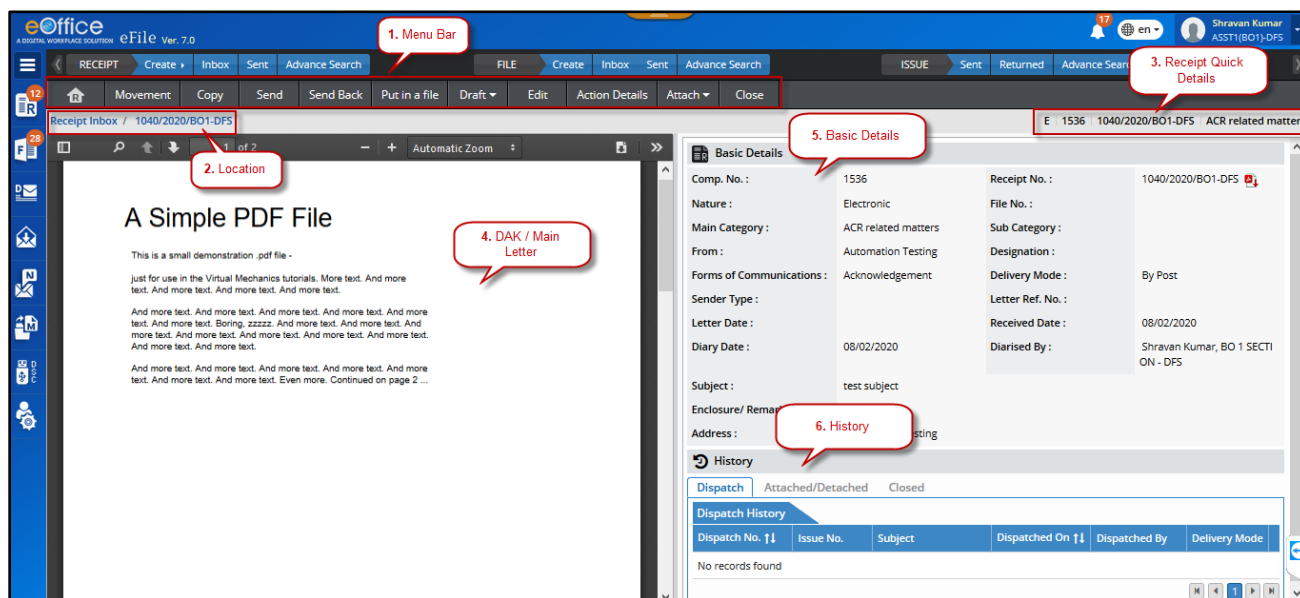 eOffice
A DIGITAL WORKPLACE SOLUTION eFile Ver. 7.0
1. Menu Bar
17
en
Shravan Kumar
ASST1(BO1)-DFS
RECEIPT Create Inbox Sent Advance Search FILE Create Inbox Sent Advance Search ISSUE Sent Returned Advance Sear
3. Receipt Quick
Details
12
R
Movement Copy Send Send Back Put in a file Draft Edit Action Details Attach Close
Receipt Inbox / 1040/2020/BO1-DFS
E 1536 1040/2020/BO1-DFS ACR related matter
28
F
1 of 2 Automatic Zoom
2. Location
5. Basic Details
4. DAK / Main
Letter
6. History
D
N
M
D
S
C
A Simple PDF File
This is a small demonstration .pdf file -
just for use in the Virtual Mechanics tutorials. More text. And more
text. And more text. And more text. And more text.
And more text. And more text. And more text. And more text. And more
text. And more text. Boring, zzzzz. And more text. And more text. And
more text. And more text. And more text. And more text. And more text.
And more text. And more text.
And more text. And more text. And more text. And more text. And more
text. And more text. And more text. Even more. Continued on page 2 ...
Basic Details
Comp. No. : 1536 Receipt No. : 1040/2020/BO1-DFS
Nature : Electronic File No. :
Main Category : ACR related matters Sub Category :
From : Automation Testing Designation :
Forms of Communications : Acknowledgement Delivery Mode : By Post
Sender Type : Letter Ref. No. :
Letter Date : Received Date : 08/02/2020
Diary Date : 08/02/2020 Diarised By : Shravan Kumar, BO 1 SECTI
ON - DFS
Subject : test subject
Enclosure/ Remar
Address : sting
History
Dispatch Attached/Detached Closed
Dispatch History
Dispatch No. Issue No. Subject Dispatched On Dispatched By Delivery Mode
No records found
1